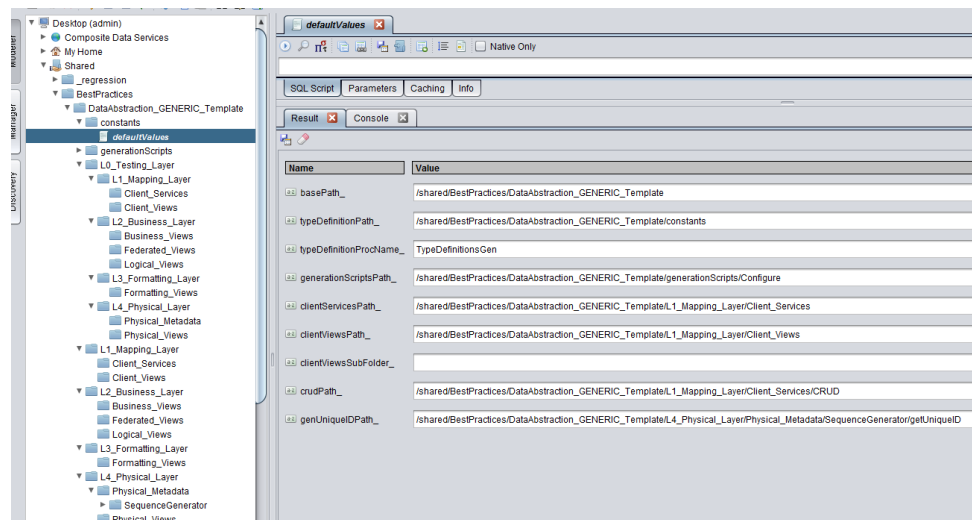 Modeler
Manager
Discovery
Desktop (admin)
Composite Data Services
My Home
Shared
_regression
BestPractices
DataAbstraction_GENERIC_Template
constants
defaultValues
generationScripts
L0_Testing_Layer
L1_Mapping_Layer
Client_Services
Client_Views
L2_Business_Layer
Business_Views
Federated_Views
Logical_Views
L3_Formatting_Layer
Formatting_Views
L4_Physical_Layer
Physical_Metadata
Physical_Views
L1_Mapping_Layer
Client_Services
Client_Views
L2_Business_Layer
Business_Views
Federated_Views
Logical_Views
L3_Formatting_Layer
Formatting_Views
L4_Physical_Layer
Physical_Metadata
SequenceGenerator
Physical_Views
defaultValues
Native Only
SQL Script Parameters Caching Info
Result Console
Name Value
basePath_ /shared/BestPractices/DataAbstraction_GENERIC_Template
typeDefinitionPath_ /shared/BestPractices/DataAbstraction_GENERIC_Template/constants
typeDefinitionProcName_ TypeDefinitionsGen
generationScriptsPath_ /shared/BestPractices/DataAbstraction_GENERIC_Template/generationScripts/Configure
clientServicesPath_ /shared/BestPractices/DataAbstraction_GENERIC_Template/L1_Mapping_Layer/Client_Services
clientViewsPath_ /shared/BestPractices/DataAbstraction_GENERIC_Template/L1_Mapping_Layer/Client_Views
clientViewsSubFolder_
crudPath_ /shared/BestPractices/DataAbstraction_GENERIC_Template/L1_Mapping_Layer/Client_Services/CRUD
genUniqueIDPath_ /shared/BestPractices/DataAbstraction_GENERIC_Template/L4_Physical_Layer/Physical_Metadata/SequenceGenerator/getUniqueID